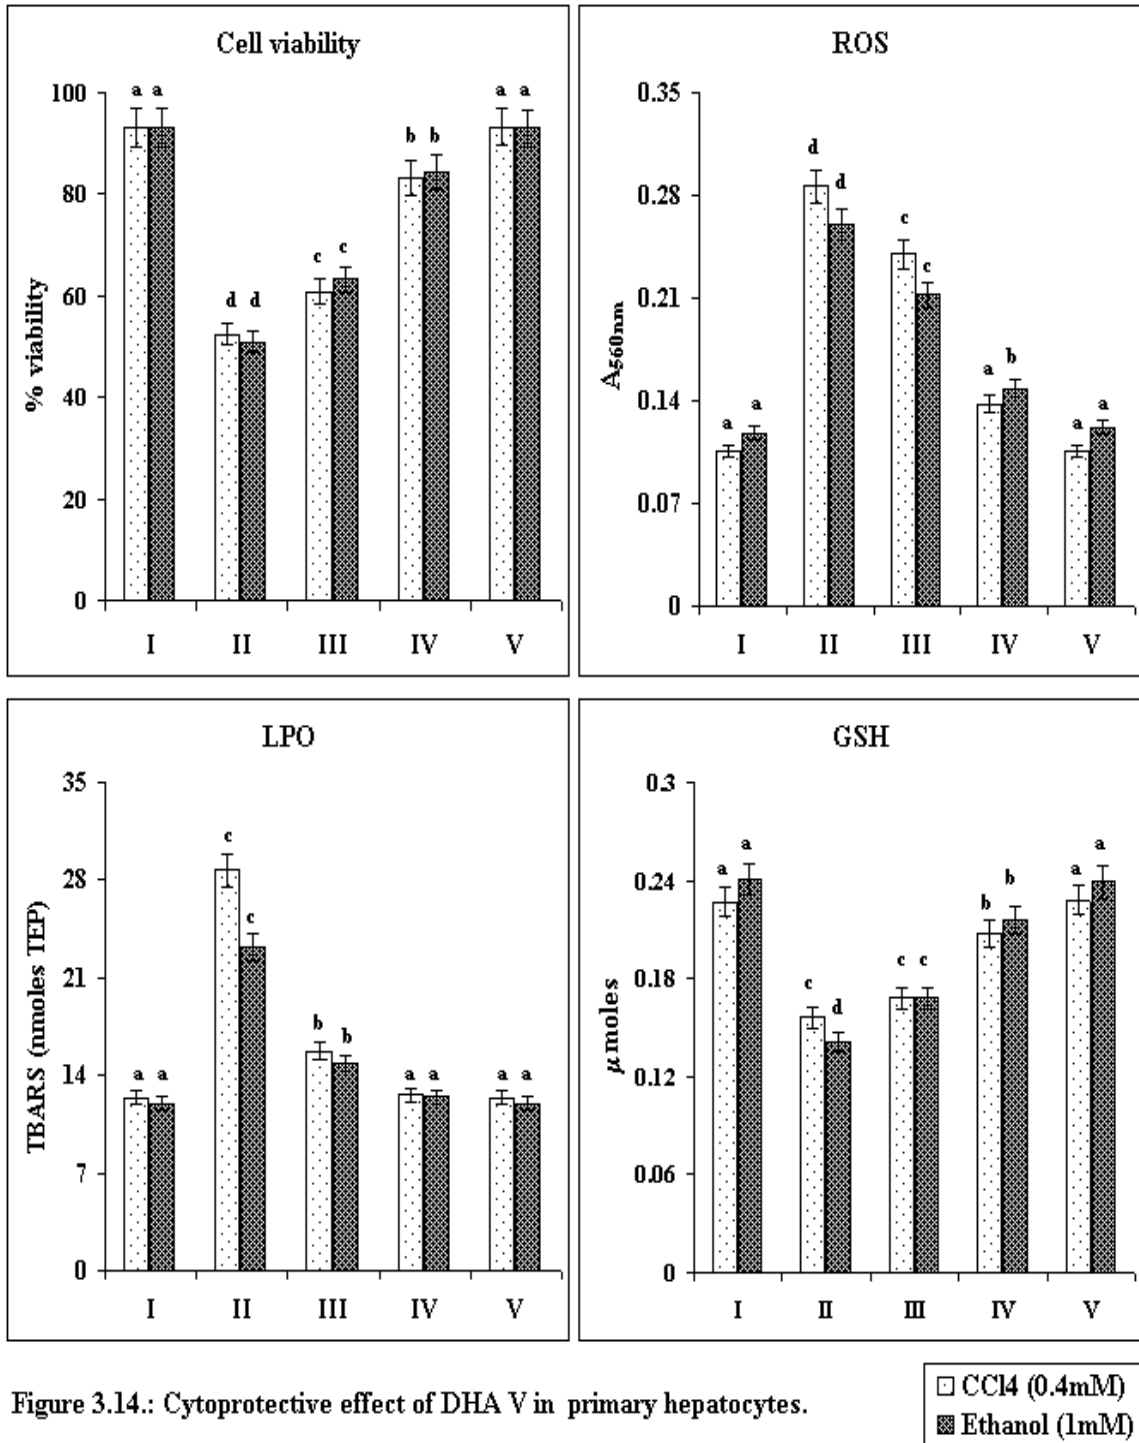 Cell viability
% viability
100
80
60
40
20
0
a a
d d
c c
b b
a a
I II III IV V
ROS
A560nm
0.35
0.28
0.21
0.14
0.07
0
a a
d d
c c
a b
a a
I II III IV V
LPO
TBARS (nmoles TEP)
35
28
21
14
7
0
a a
c c
b b
a a
a a
I II III IV V
GSH
μ moles
0.3
0.24
0.18
0.12
0.06
0
a a
c d
c c
b b
a a
I II III IV V
CCl4 (0.4mM)
Ethanol (1mM)
Figure 3.14.: Cytoprotective effect of DHA V in primary hepatocytes.